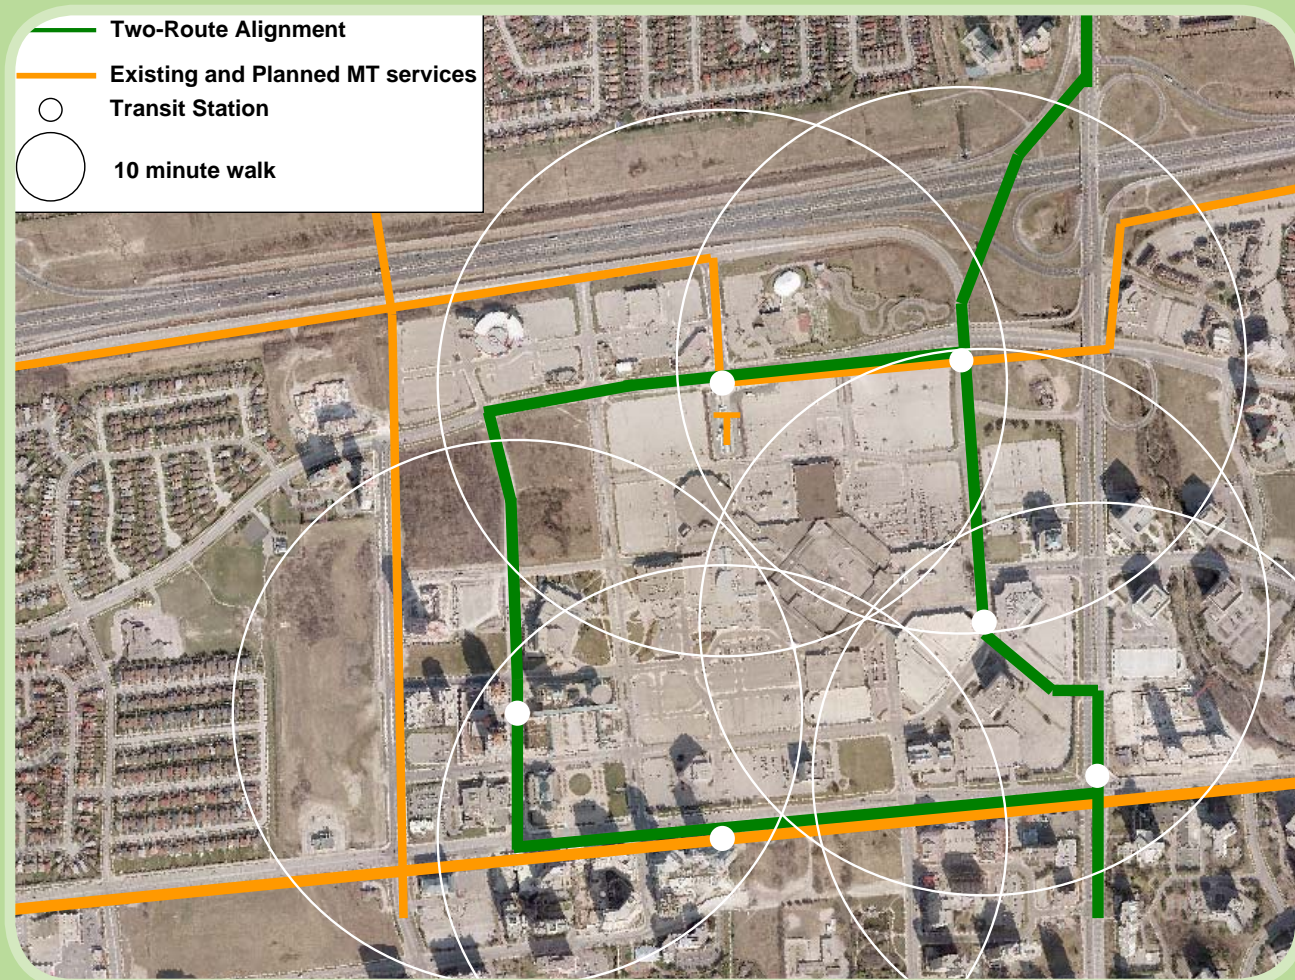 Two-Route Alignment
Existing and Planned MT services
Transit Station
10 minute walk
T